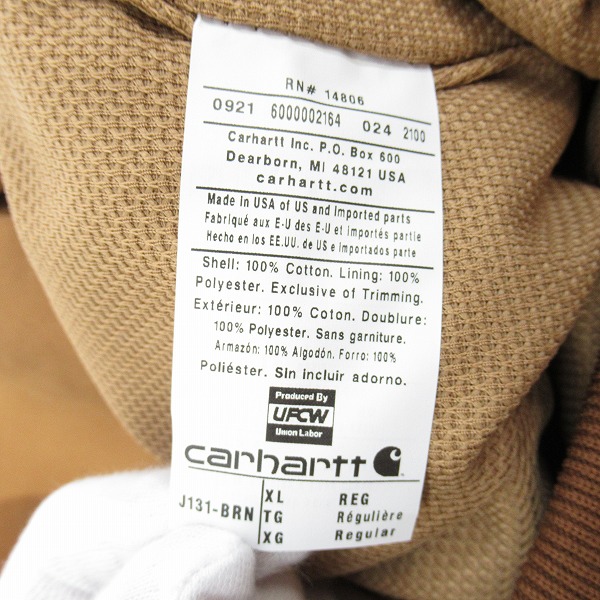 RN# 14806
0921 6000002164 024 2100
Carhartt Inc. P.O. Box 600
Dearborn, MI 48121 USA
carhartt.com
Made in USA of US and Imported parts
Fabriqué aux E-U des E-U et importés partie
Hecho en los EE.UU. de US e importados parte
Shell: 100% Cotton. Lining: 100%
Polyester. Exclusive of Trimming.
Extérieur: 100% Coton. Doublure:
100% Polyester. Sans garniture.
Armazón: 100% Algodón. Forro: 100%
Poliéster. Sin incluir adorno.
Produced By
UFCW
Union Labor
carhartt
J131-BRN
XL REG
TG Régulière
XG Regular